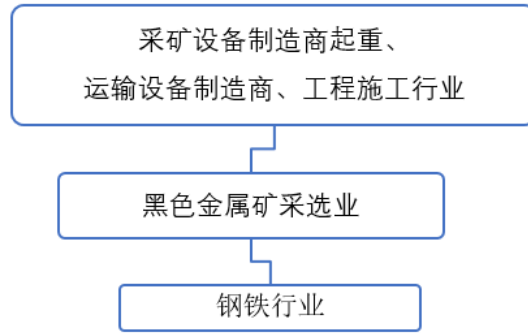 采矿设备制造商起重、
运输设备制造商、工程施工行业
黑色金属矿采选业
钢铁行业